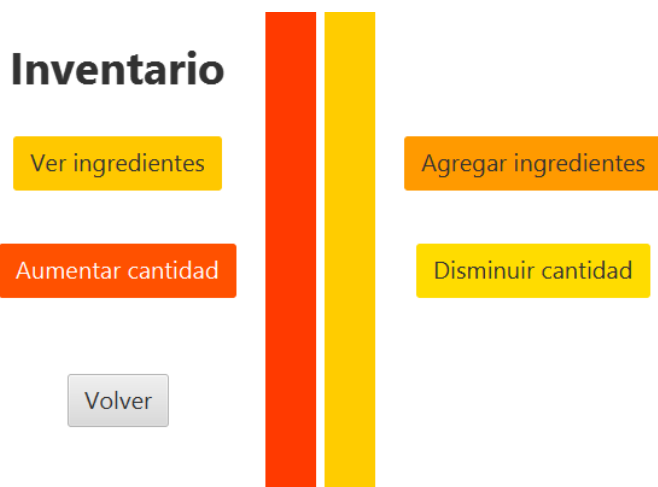 Inventario
Ver ingredientes
Agregar ingredientes
Aumentar cantidad
Disminuir cantidad
Volver